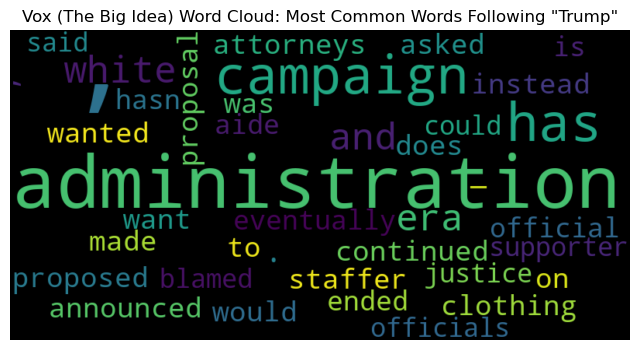 Vox (The Big Idea) Word Cloud: Most Common Words Following "Trump"
said attorneys asked is
white proposal campaign instead
, hasn was has
wanted aide and could
does
administration
–
want eventually era official
made to . continued supporter
proposed blamed staffer justice on
announced would ended clothing
officials